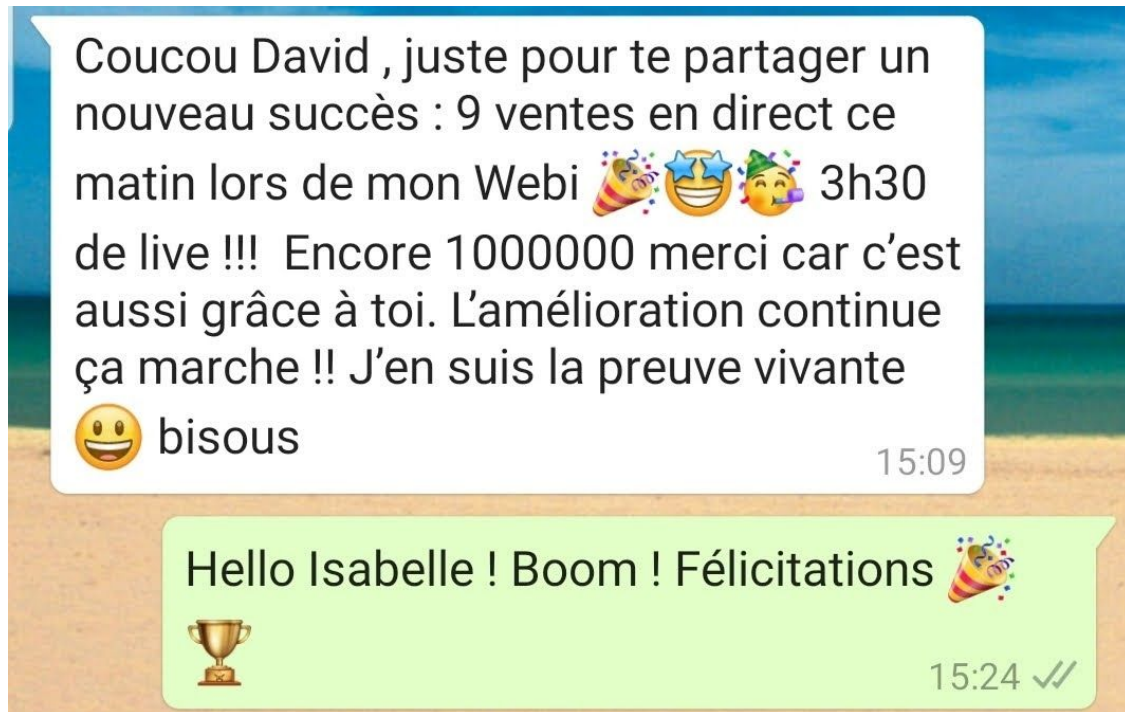 Coucou David , juste pour te partager un
nouveau succès : 9 ventes en direct ce
matin lors de mon Webi 🎉🤩🥳 3h30
de live !!!  Encore 1000000 merci car c’est
aussi grâce à toi. L’amélioration continue
ça marche !! J’en suis la preuve vivante
😃 bisous
15:09
Hello Isabelle ! Boom ! Félicitations 🎉
🏆
15:24